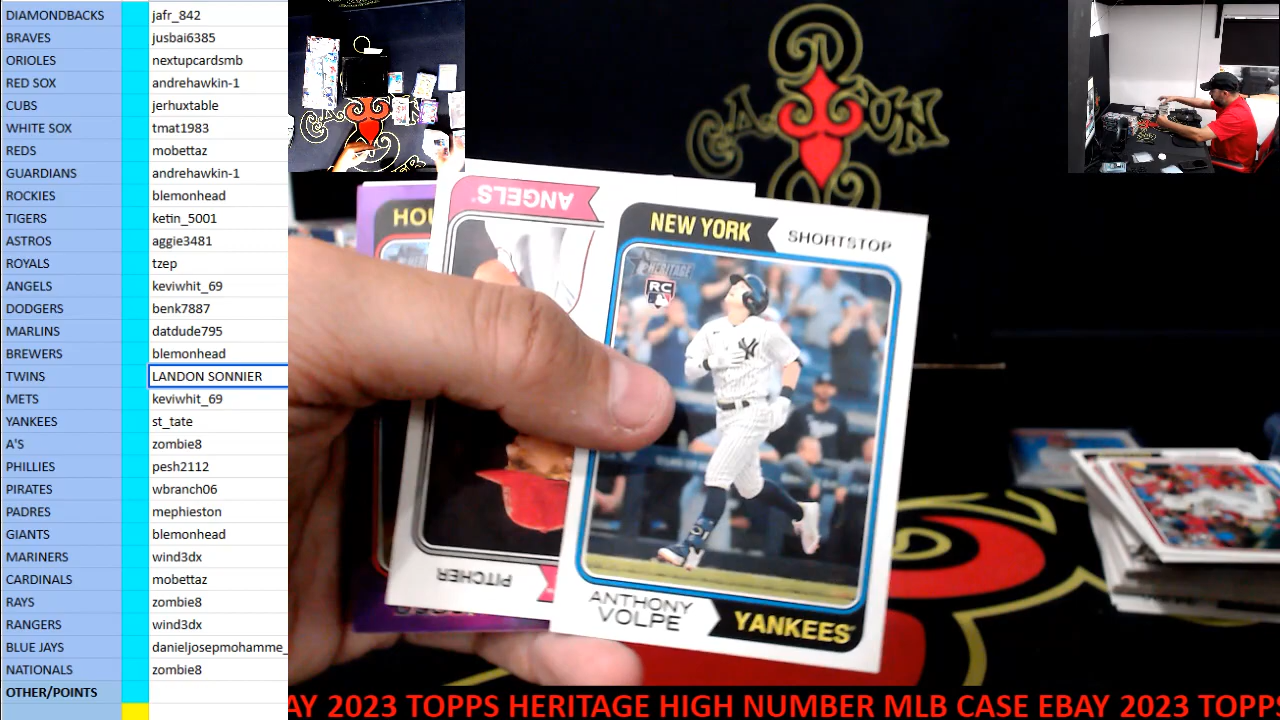 DIAMONDBACKS jafr_842
BRAVES jusbai6385
ORIOLES nextupcardsmb
RED SOX andrehawkin-1
CUBS jerhuxtable
WHITE SOX tmat1983
REDS mobettaz
GUARDIANS andrehawkin-1
ROCKIES blemonhead
TIGERS ketin_5001
ASTROS aggie3481
ROYALS tzep
ANGELS keviwhit_69
DODGERS benk7887
MARLINS datdude795
BREWERS blemonhead
TWINS LANDON SONNIER
METS keviwhit_69
YANKEES st_tate
A'S zombie8
PHILLIES pesh2112
PIRATES wbranch06
PADRES mephieston
GIANTS blemonhead
MARINERS wind3dx
CARDINALS mobettaz
RAYS zombie8
RANGERS wind3dx
BLUE JAYS danieljosepmohamme_
NATIONALS zombie8
OTHER/POINTS
HOU
ANGELS
PITCHER
NEW YORK SHORTSTOP
HERITAGE
RC
ANTHONY
VOLPE
YANKEES
AY 2023 TOPPS HERITAGE HIGH NUMBER MLB CASE EBAY 2023 TOPPS